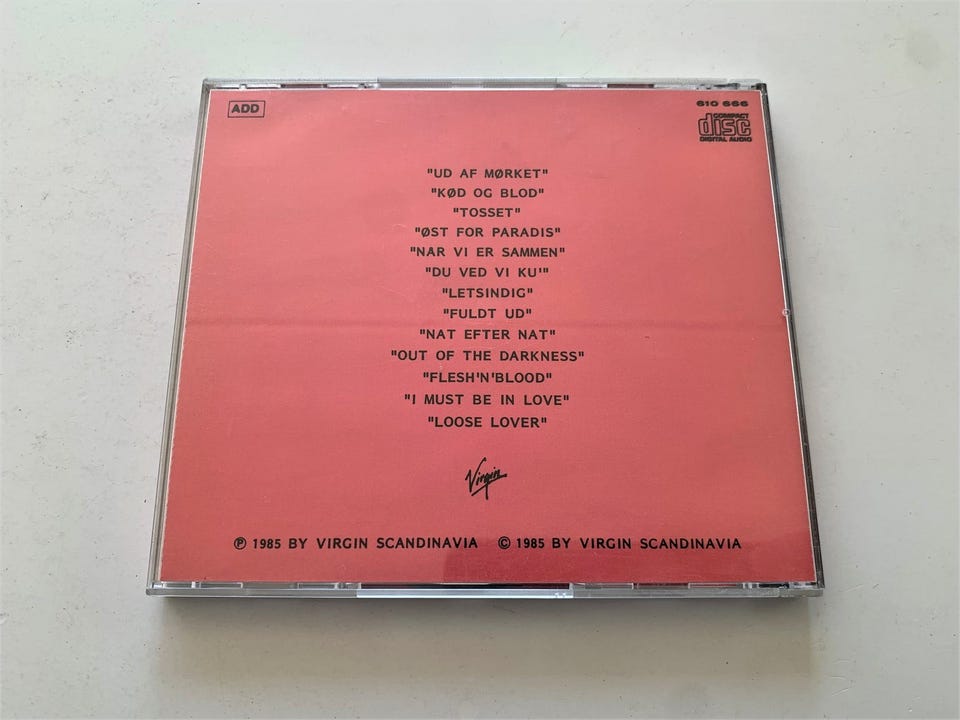 ADD
610 666
COMPACT
disc
DIGITAL AUDIO
"UD AF MØRKET"
"KØD OG BLOD"
"TOSSET"
"ØST FOR PARADIS"
"NAR VI ER SAMMEN"
"DU VED VI KU'"
"LETSINDIG"
"FULDT UD"
"NAT EFTER NAT"
"OUT OF THE DARKNESS"
"FLESH'N'BLOOD"
"I MUST BE IN LOVE"
"LOOSE LOVER"
Virgin
Ⓟ 1985 BY VIRGIN SCANDINAVIA © 1985 BY VIRGIN SCANDINAVIA